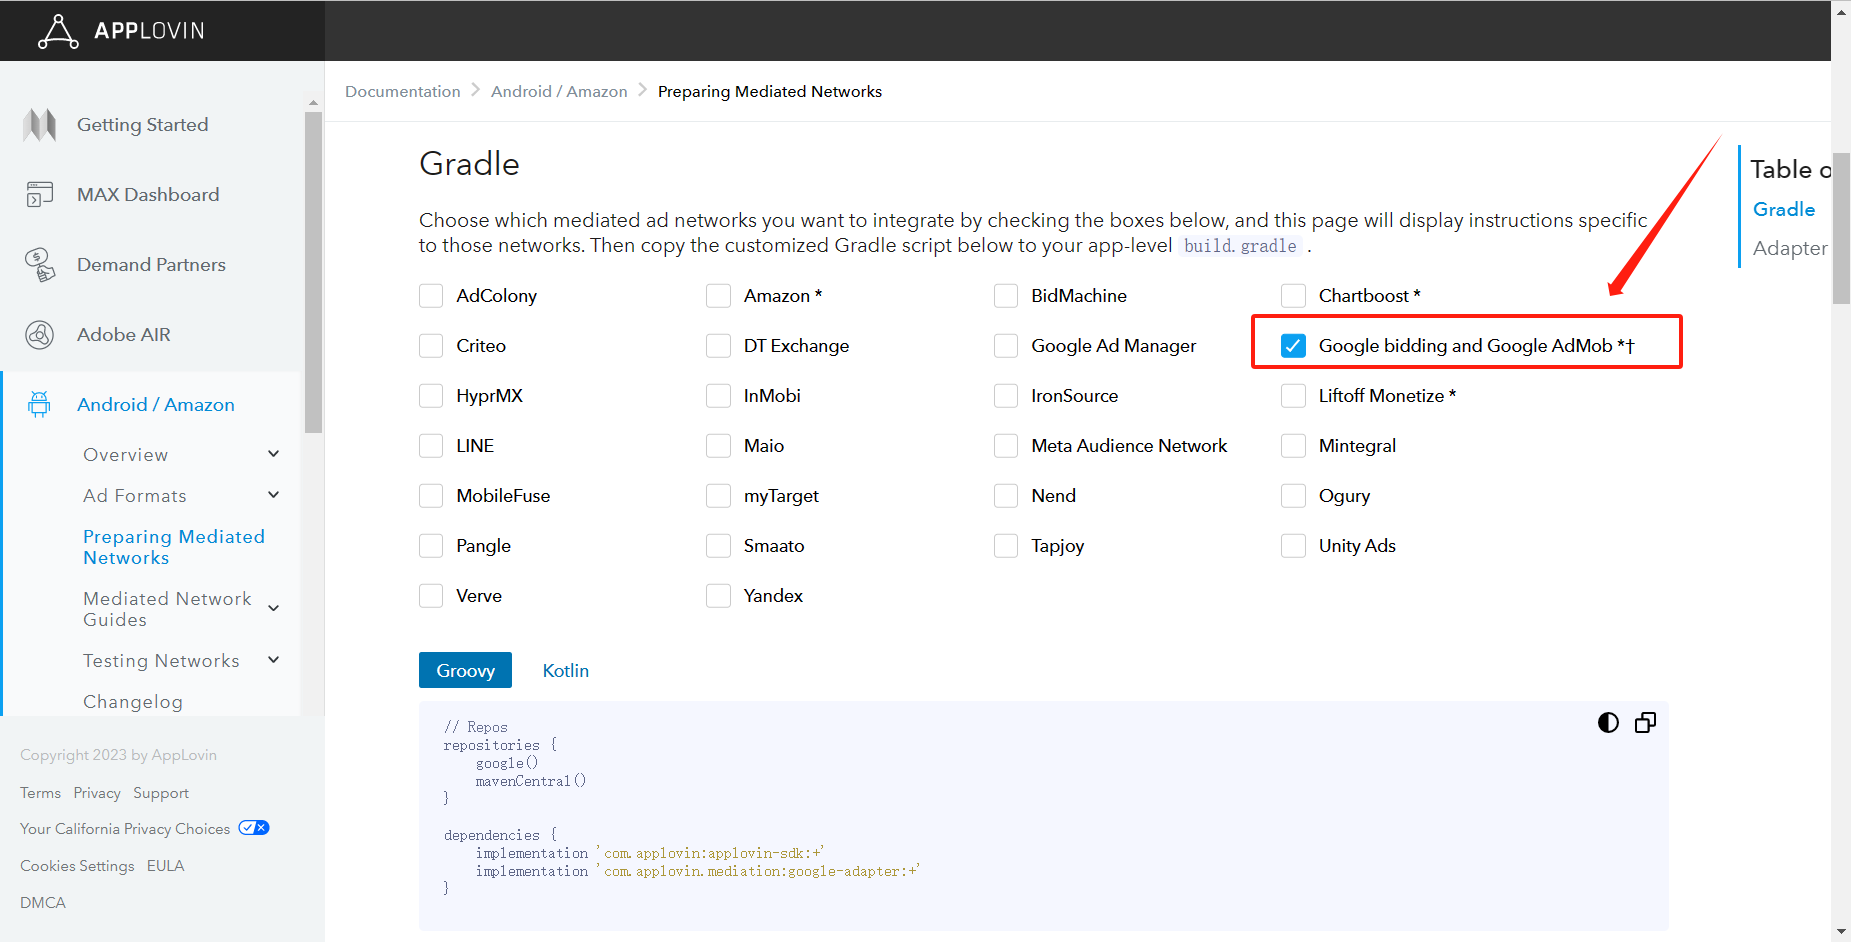 APPLOVIN
Getting Started
MAX Dashboard
Demand Partners
Adobe AIR
Android / Amazon
Overview
Ad Formats
Preparing Mediated
Networks
Mediated Network
Guides
Testing Networks
Changelog
Copyright 2023 by AppLovin
Terms Privacy Support
Your California Privacy Choices
Cookies Settings EULA
DMCA
Documentation > Android / Amazon > Preparing Mediated Networks
Gradle
Choose which mediated ad networks you want to integrate by checking the boxes below, and this page will display instructions specific
to those networks. Then copy the customized Gradle script below to your app-level build.gradle .
AdColony Amazon * BidMachine Chartboost *
Criteo DT Exchange Google Ad Manager Google bidding and Google AdMob *†
HyprMX InMobi IronSource Liftoff Monetize *
LINE Maio Meta Audience Network Mintegral
MobileFuse myTarget Nend Ogury
Pangle Smaato Tapjoy Unity Ads
Verve Yandex
Groovy Kotlin
// Repos
repositories {
google()
mavenCentral()
}
dependencies {
implementation 'com.applovin:applovin-sdk:+'
implementation 'com.applovin.mediation:google-adapter:+'
}
Table o
Gradle
Adapter